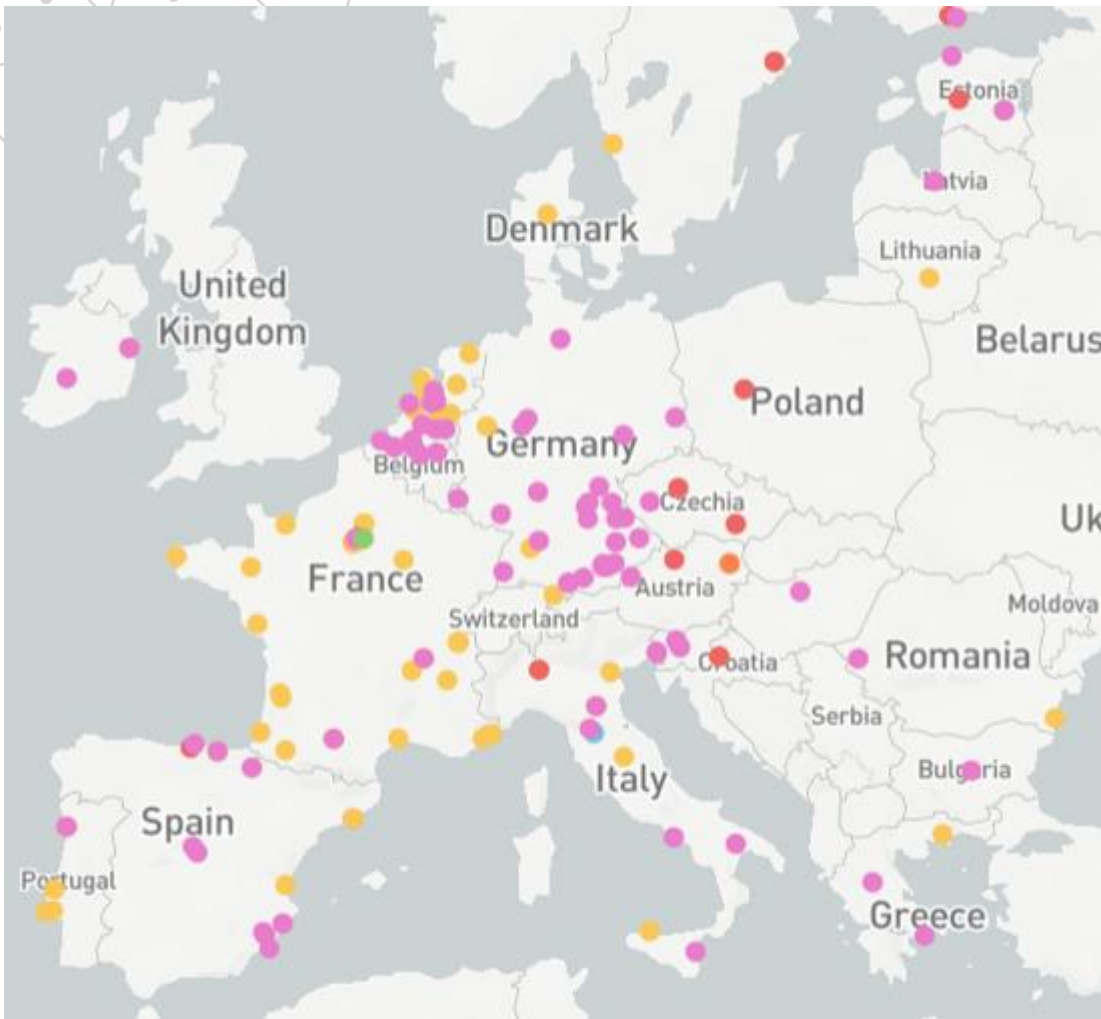 Estonia
Latvia
Denmark
Lithuania
United
Kingdom
Belarus
Poland
Germany
Belgium
Czechia
Uk
France
Austria
Moldova
Switzerland
Croatia
Romania
Serbia
Italy
Bulgaria
Spain
Portugal
Greece